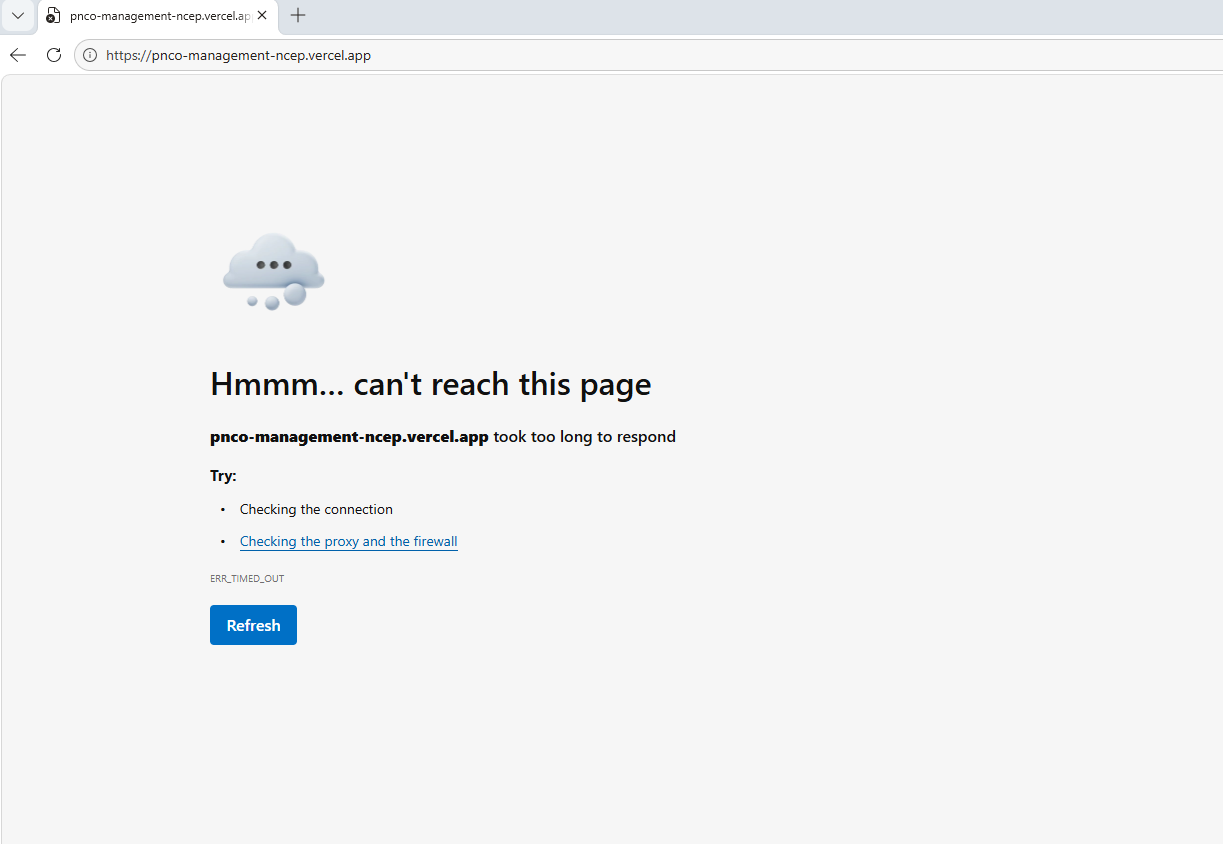 pnco-management-ncep.vercel.ap
https://pnco-management-ncep.vercel.app
Hmmm... can't reach this page
pnco-management-ncep.vercel.app took too long to respond
Try:
• Checking the connection
• Checking the proxy and the firewall
ERR_TIMED_OUT
Refresh